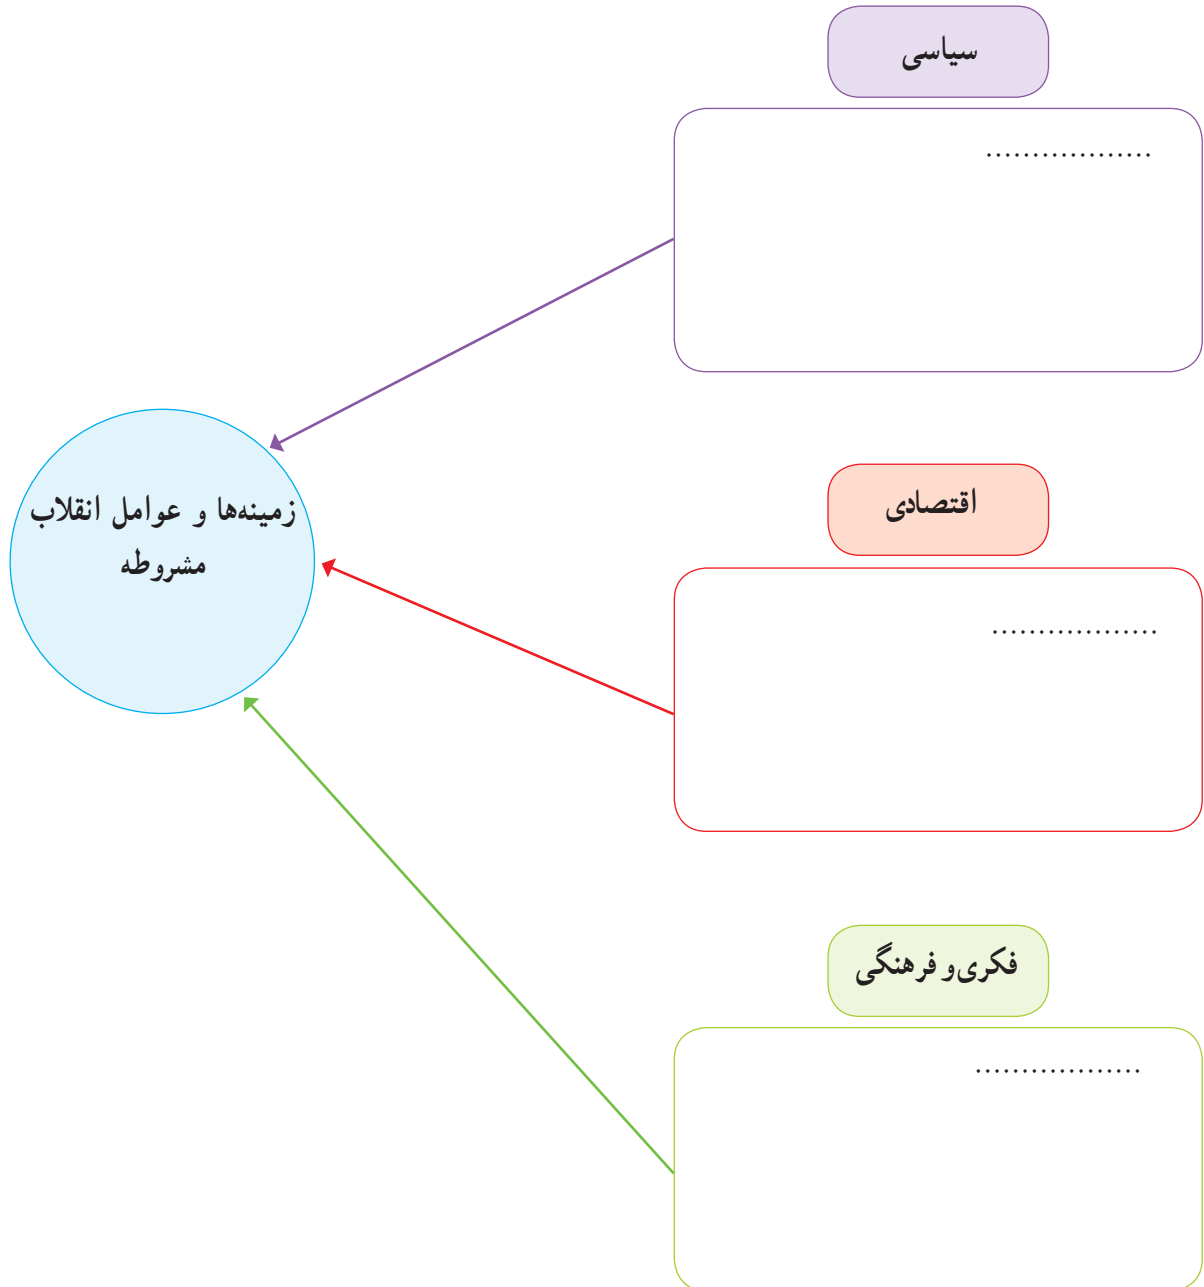 سیاسی
..................
زمینه‌ها و عوامل انقلاب
مشروطه
اقتصادی
..................
فکری و فرهنگی
..................